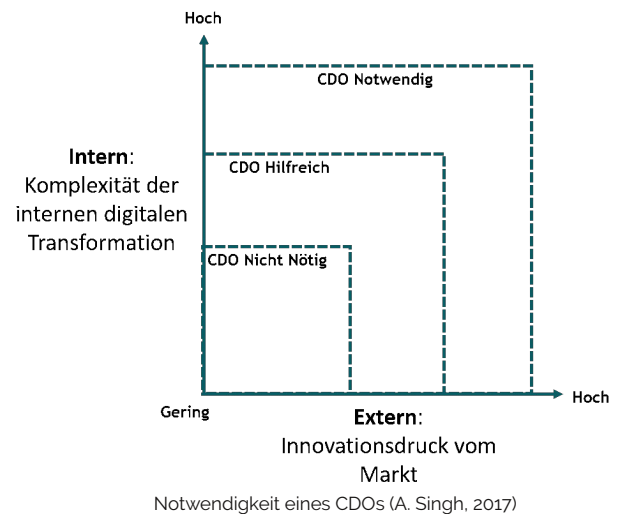 Hoch
CDO Notwendig
Intern:
Komplexität der
internen digitalen
Transformation
CDO Hilfreich
CDO Nicht Nötig
Gering
Hoch
Extern:
Innovationsdruck vom
Markt
Notwendigkeit eines CDOs (A. Singh, 2017)